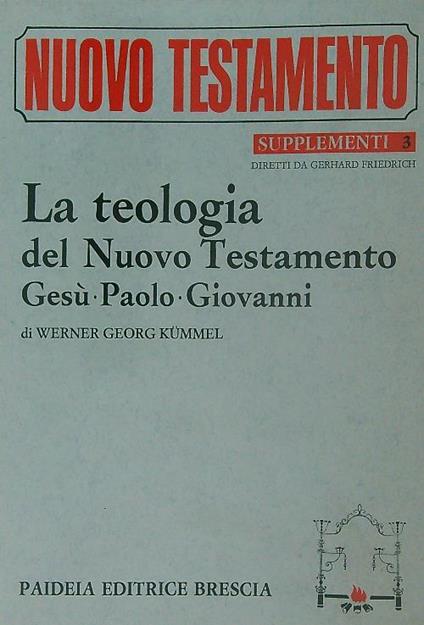 NUOVO TESTAMENTO
SUPPLEMENTI 3
DIRETTI DA GERHARD FRIEDRICH
La teologia
del Nuovo Testamento
Gesù · Paolo · Giovanni
di WERNER GEORG KÜMMEL
PAIDEIA EDITRICE BRESCIA